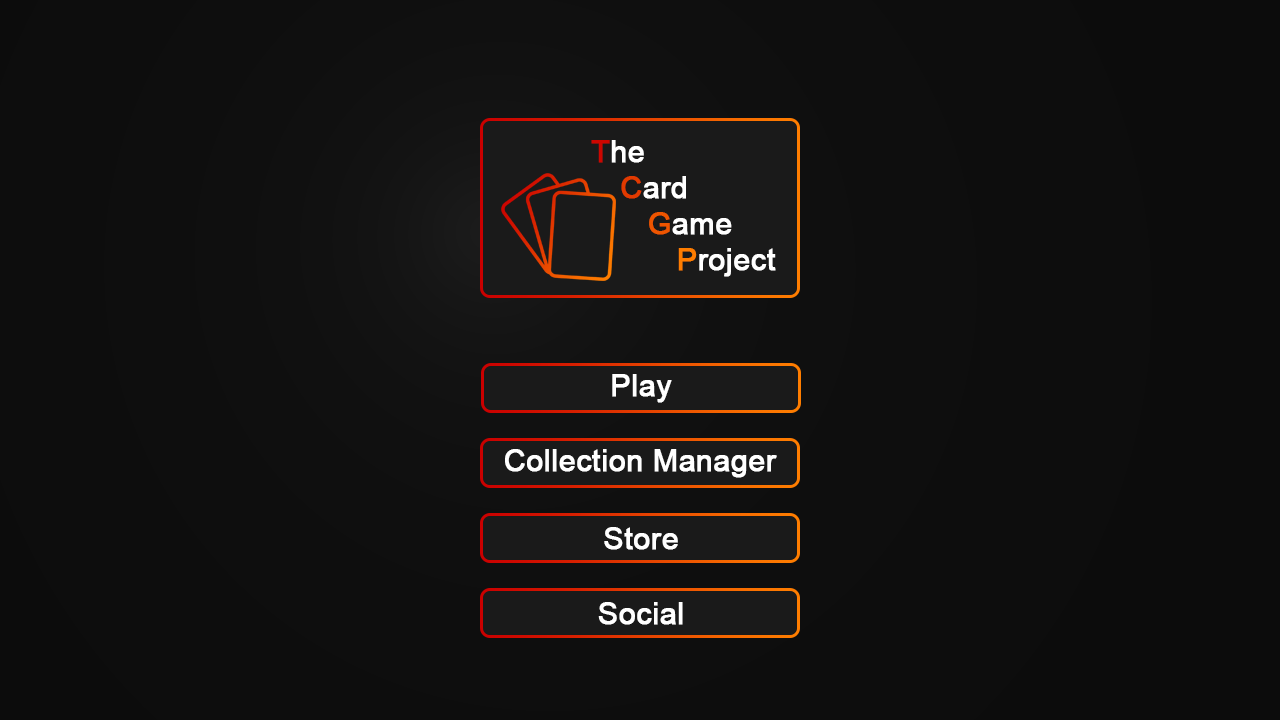 The
Card
Game
Project
Play
Collection Manager
Store
Social